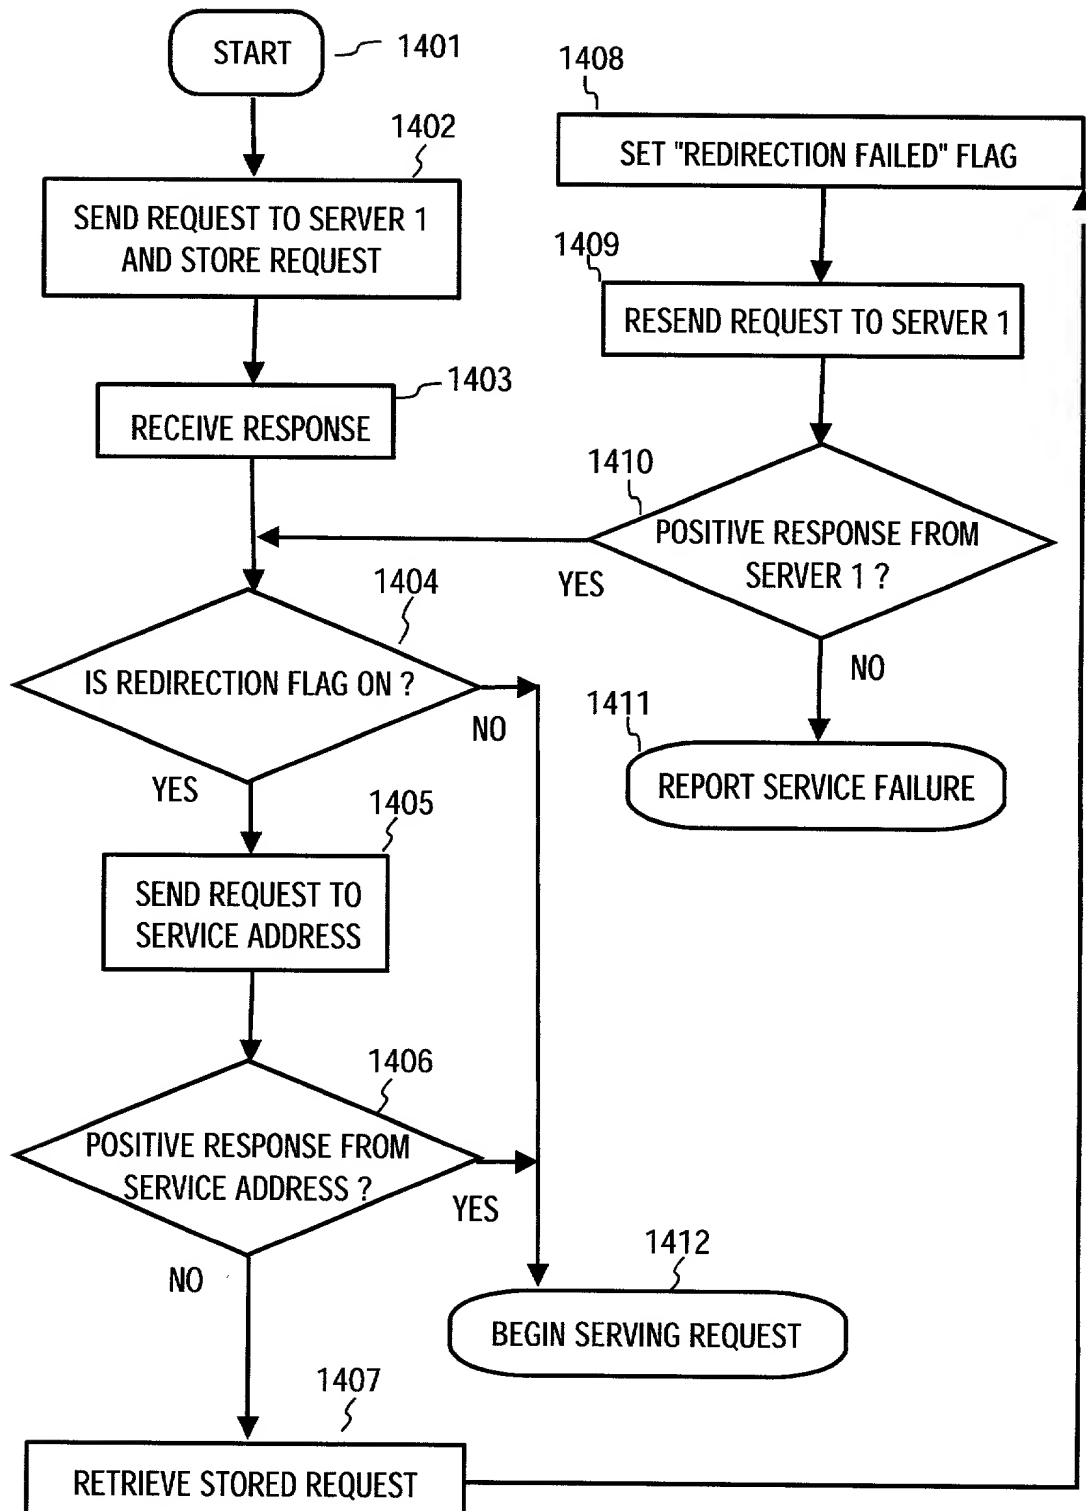 START
1401
1402
SEND REQUEST TO SERVER 1
AND STORE REQUEST
1403
RECEIVE RESPONSE
1404
IS REDIRECTION FLAG ON ?
NO
YES
1405
SEND REQUEST TO
SERVICE ADDRESS
1406
POSITIVE RESPONSE FROM
SERVICE ADDRESS ?
YES
NO
1407
RETRIEVE STORED REQUEST
1408
SET "REDIRECTION FAILED" FLAG
1409
RESEND REQUEST TO SERVER 1
1410
POSITIVE RESPONSE FROM
SERVER 1 ?
YES
NO
1411
REPORT SERVICE FAILURE
1412
BEGIN SERVING REQUEST